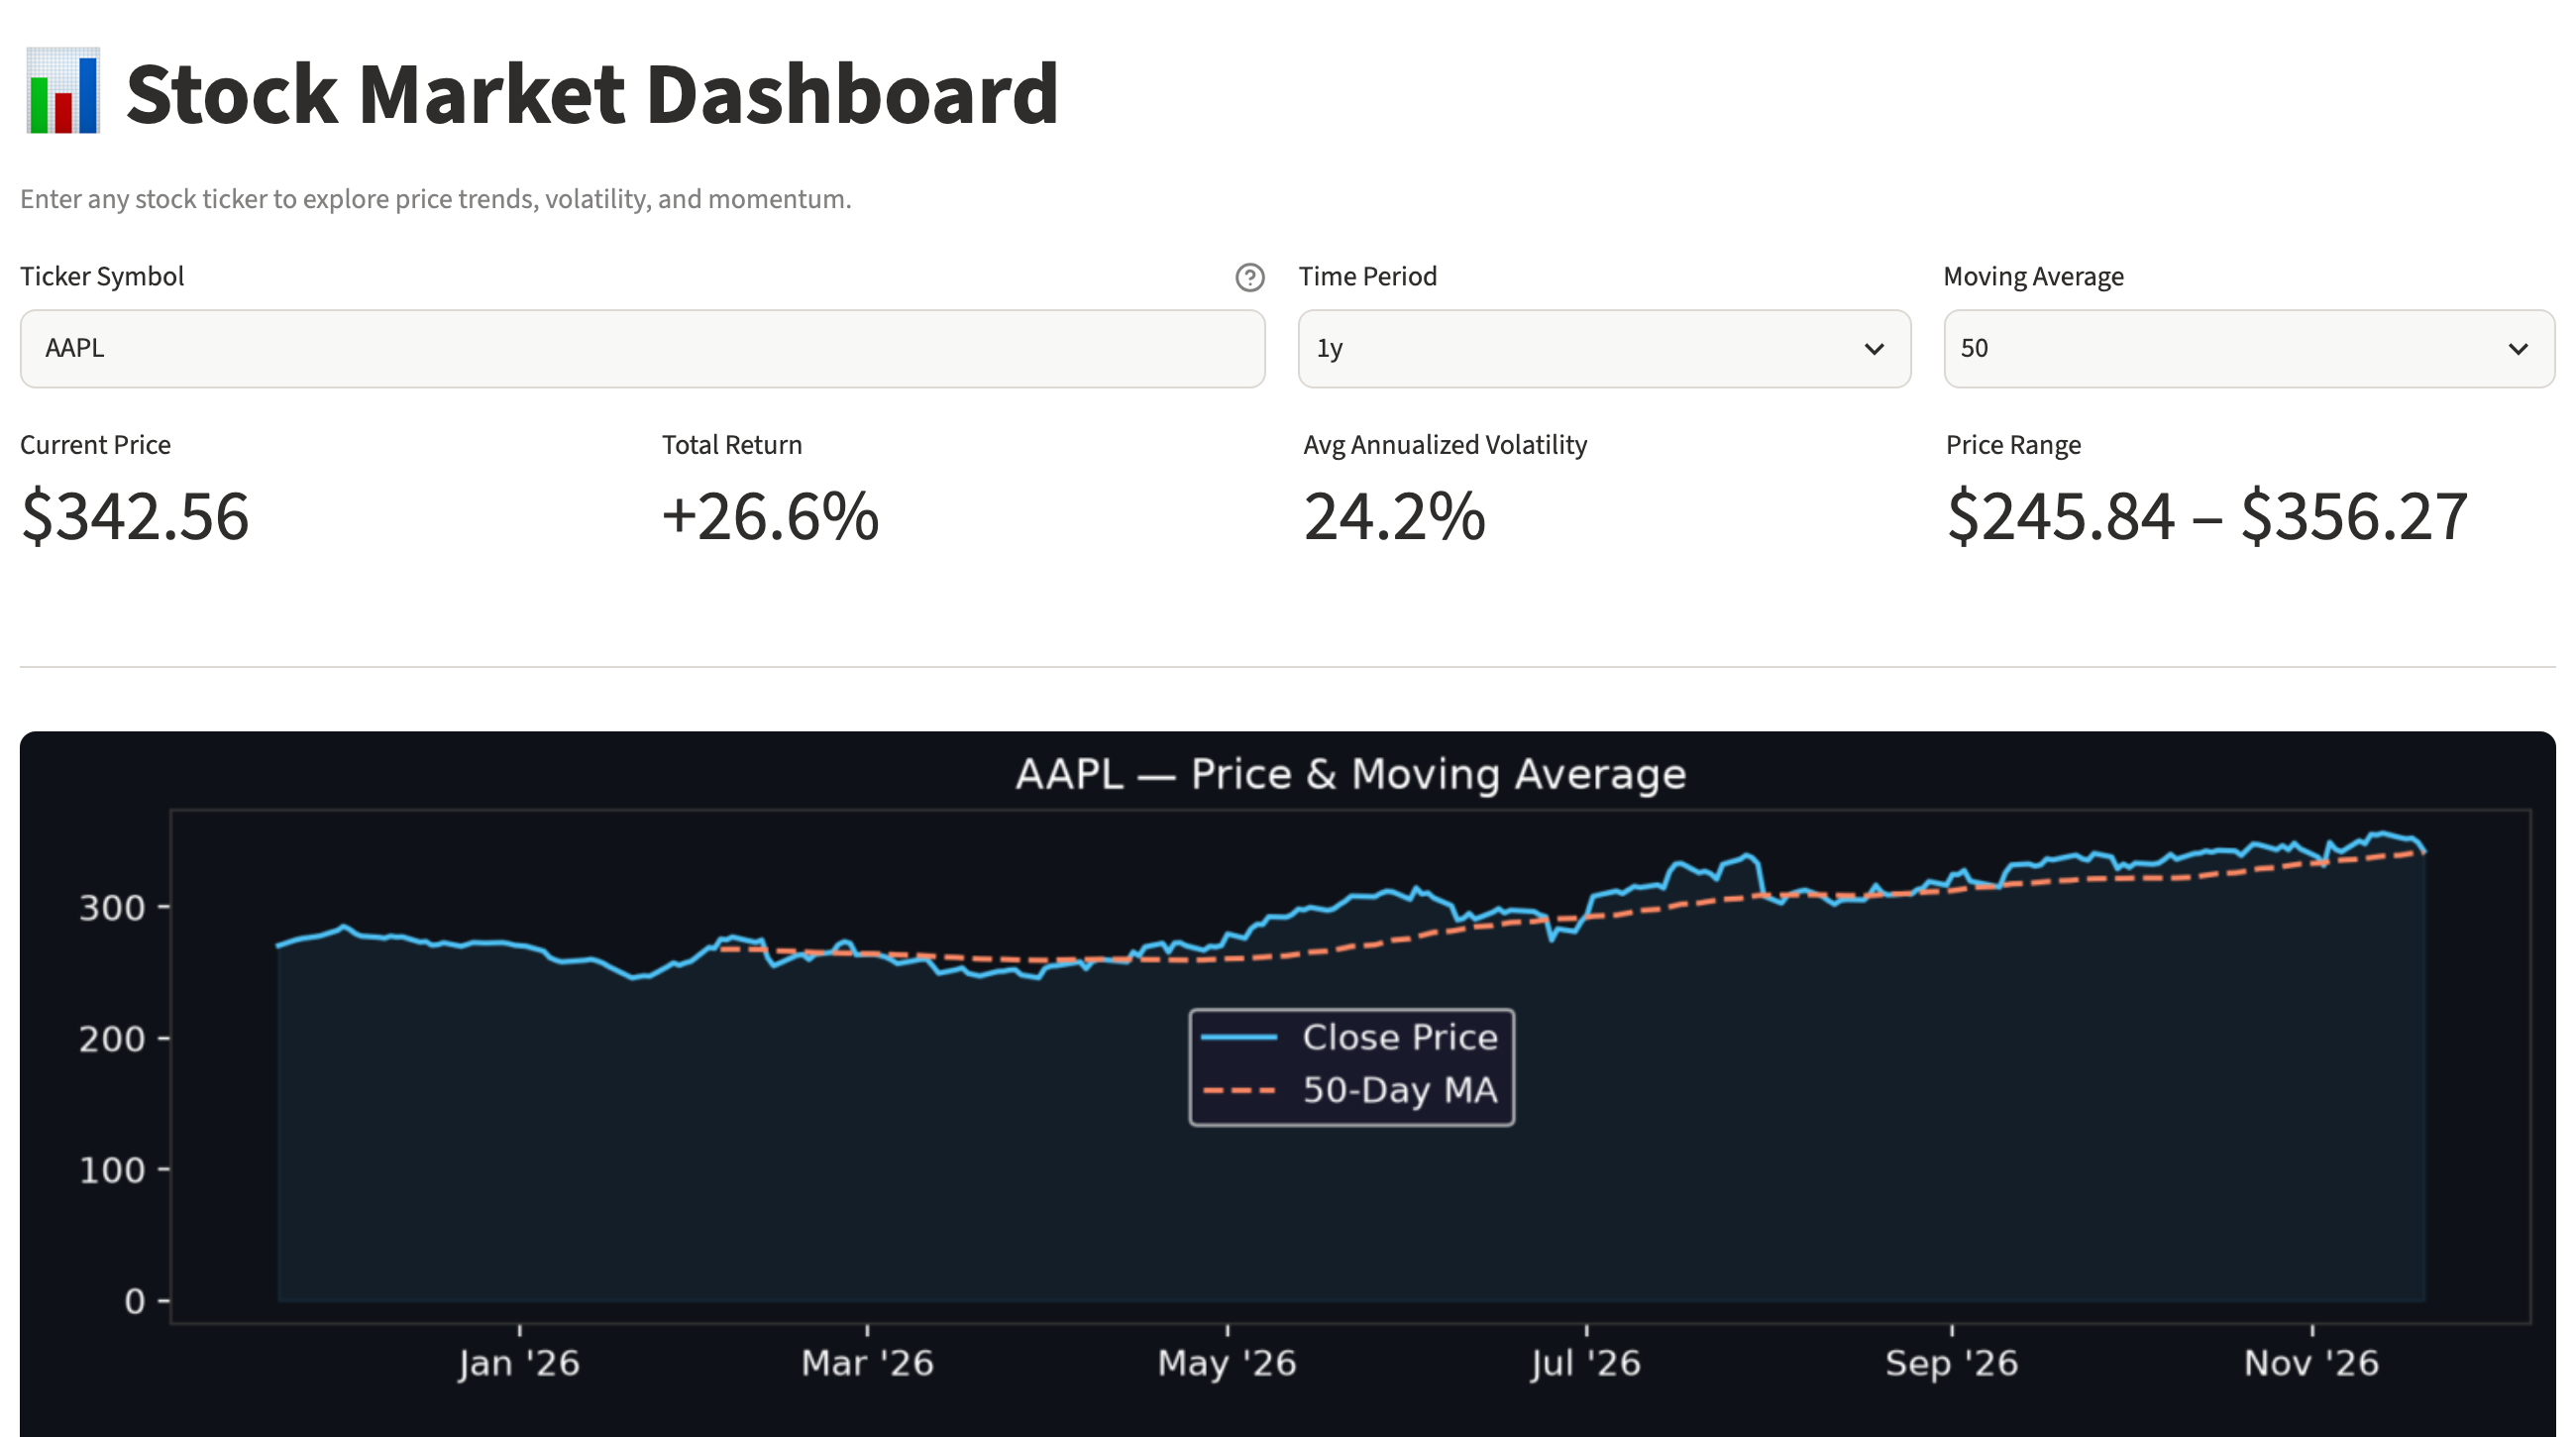 Stock Market Dashboard
Enter any stock ticker to explore price trends, volatility, and momentum.
Ticker Symbol
AAPL
Time Period
1y
Moving Average
50
Current Price
$342.56
Total Return
+26.6%
Avg Annualized Volatility
24.2%
Price Range
$245.84 – $356.27
AAPL — Price & Moving Average
300
200
100
0
Close Price
50-Day MA
Jan '26
Mar '26
May '26
Jul '26
Sep '26
Nov '26